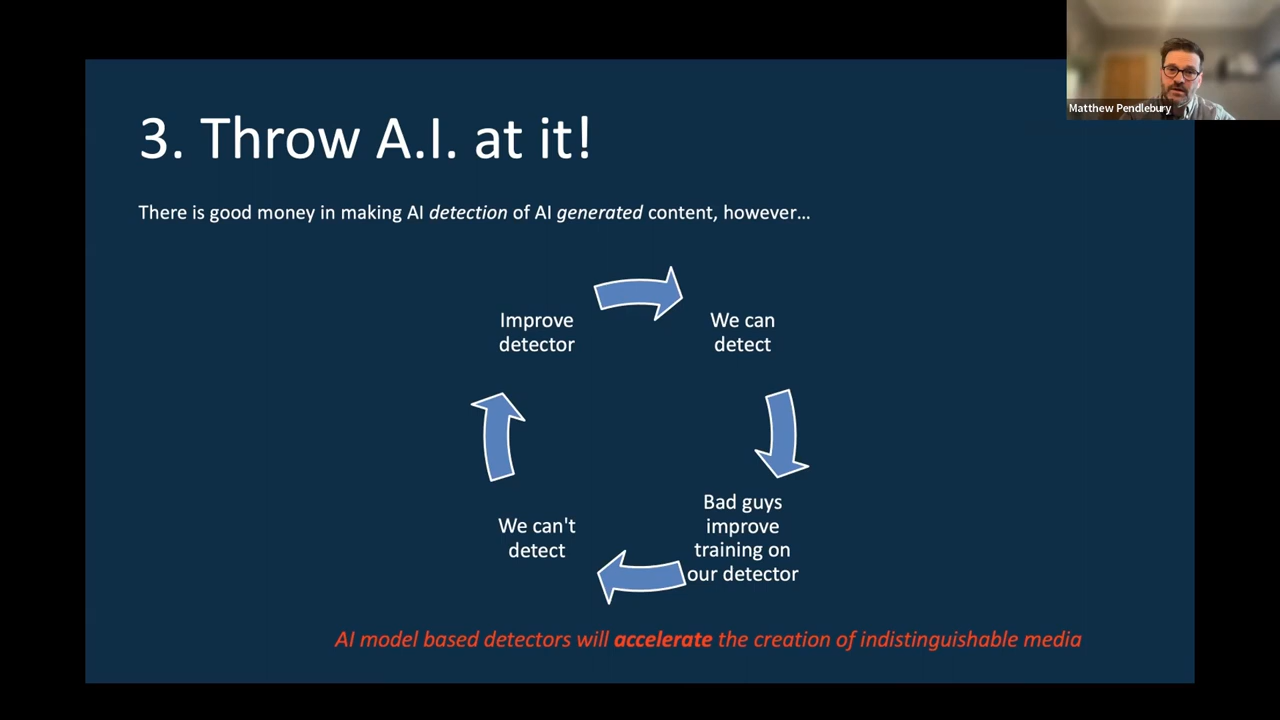 Matthew Pendlebury
3. Throw A.I. at it!
There is good money in making AI detection of AI generated content, however…
Improve
detector
We can
detect
Bad guys
improve
training on
our detector
We can't
detect
AI model based detectors will accelerate the creation of indistinguishable media